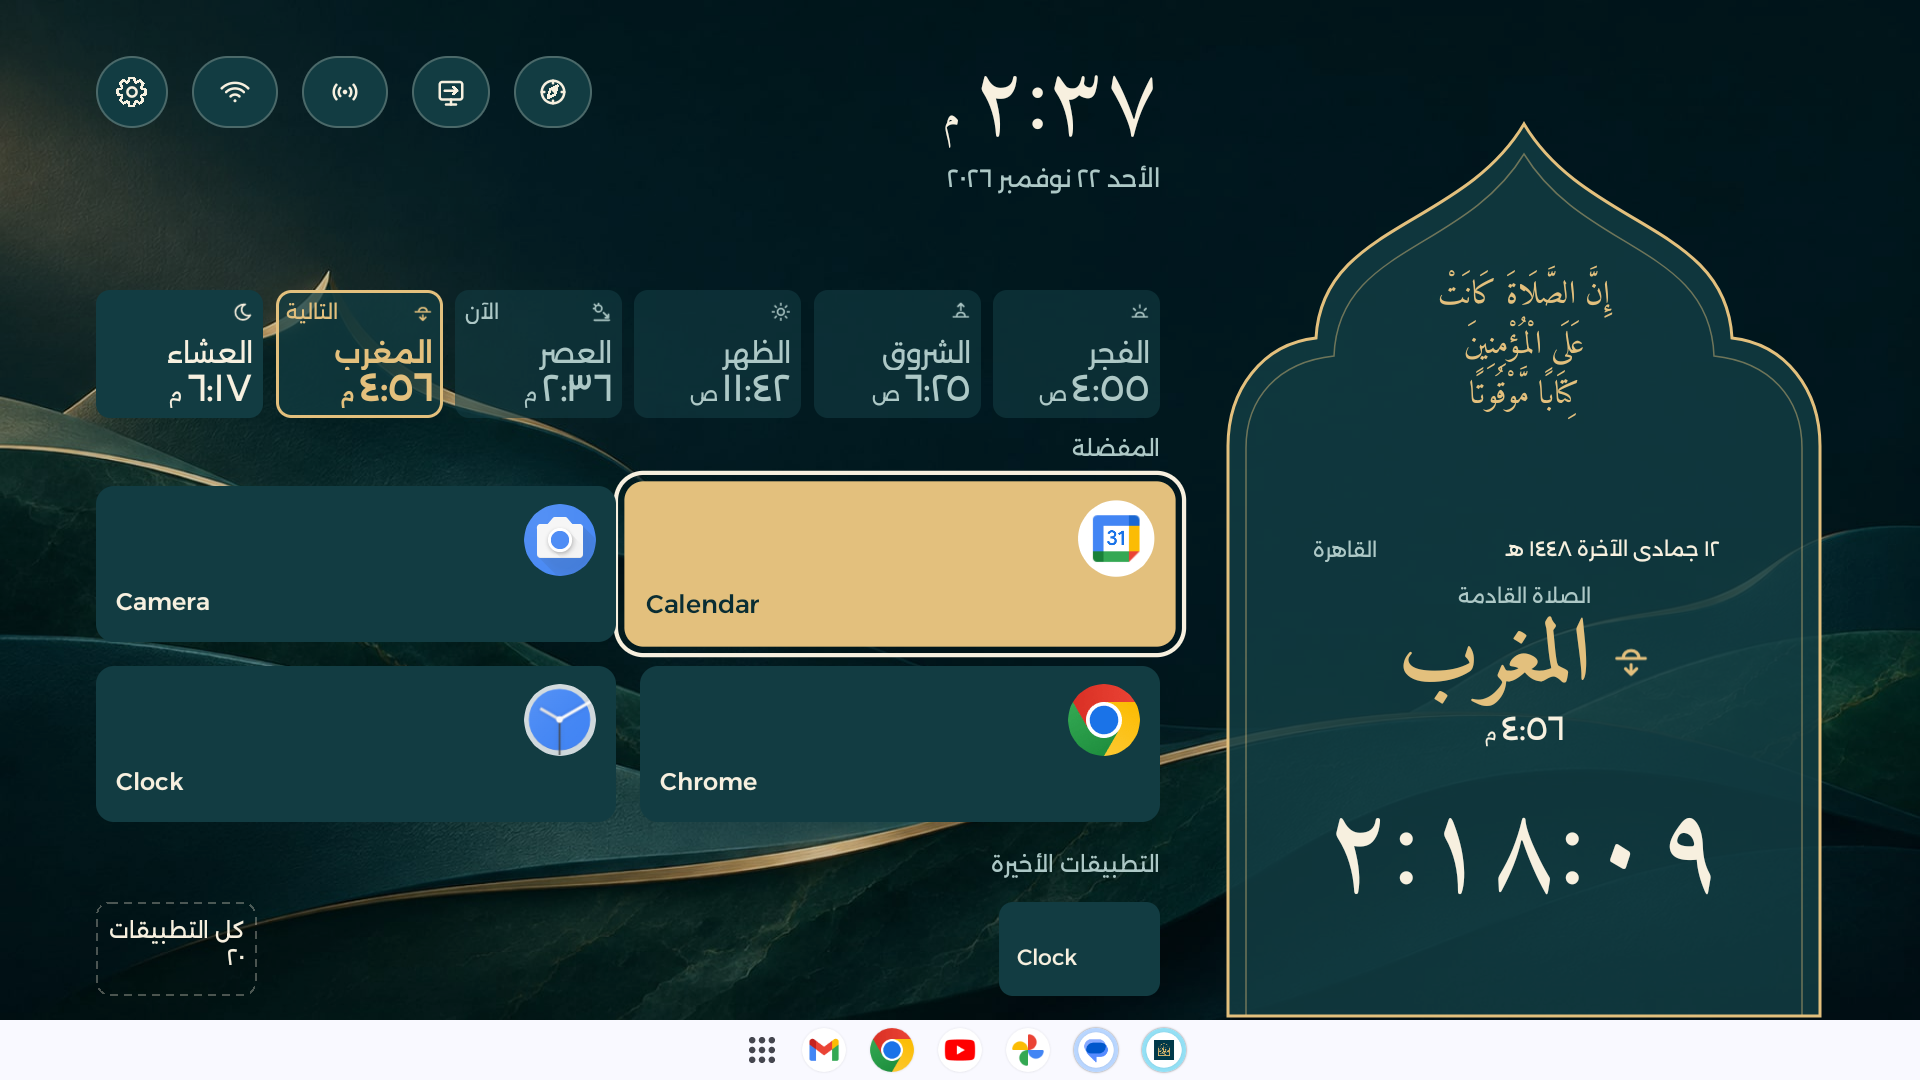 ٢:٣٧ م
الأحد ٢٢ نوفمبر ٢٠٢٦
الفجر
٤:٥٥ ص
الشروق
٦:٢٥ ص
الظهر
١١:٤٢ ص
الآن
العصر
٢:٣٦ م
التالية
المغرب
٤:٥٦ م
العشاء
٦:١٧ م
المفضلة
31
Calendar
Camera
Chrome
Clock
التطبيقات الأخيرة
Clock
كل التطبيقات
٢٠
إِنَّ الصَّلَاةَ كَانَتْ
عَلَى الْمُؤْمِنِينَ
كِتَابًا مَّوْقُوتًا
١٢ جمادى الآخرة ١٤٤٨ هـ
القاهرة
الصلاة القادمة
المغرب
٤:٥٦ م
٢:١٨:٠٩